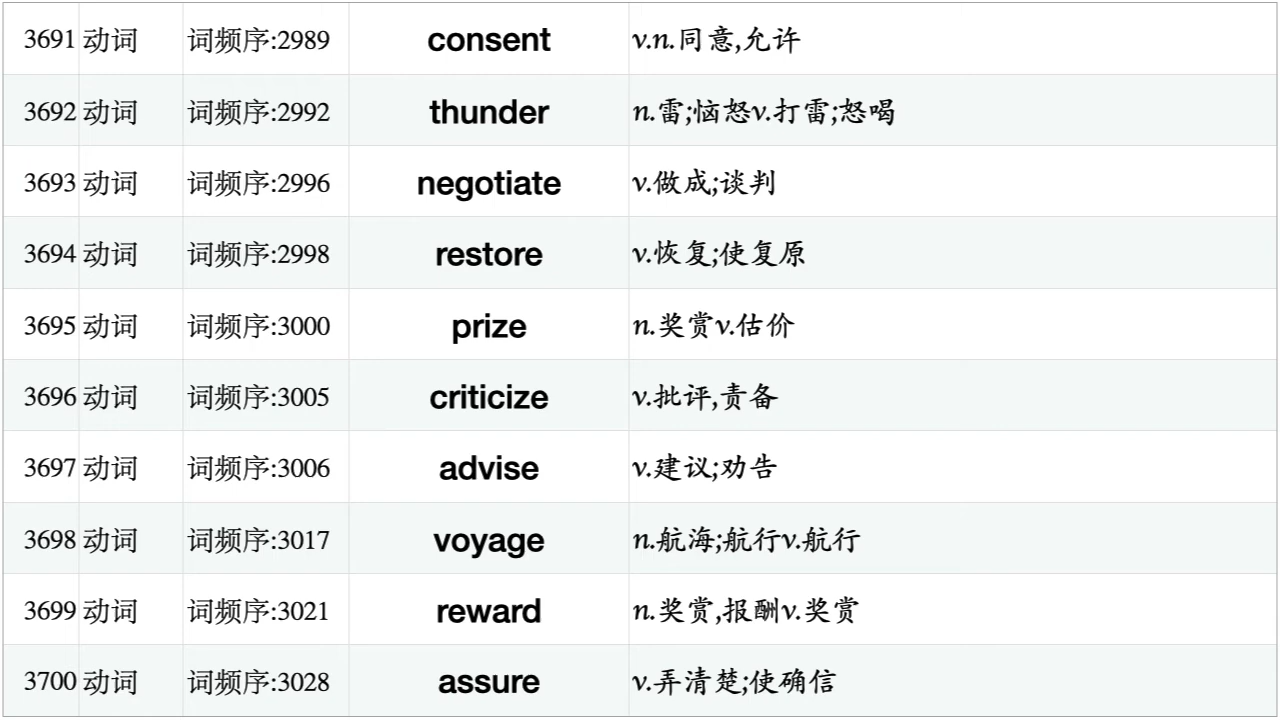 3691 动词 词频序:2989 consent v.n.同意,允许
3692 动词 词频序:2992 thunder n.雷;恼怒v.打雷;怒喝
3693 动词 词频序:2996 negotiate v.做成;谈判
3694 动词 词频序:2998 restore v.恢复;使复原
3695 动词 词频序:3000 prize n.奖赏v.估价
3696 动词 词频序:3005 criticize v.批评,责备
3697 动词 词频序:3006 advise v.建议;劝告
3698 动词 词频序:3017 voyage n.航海;航行v.航行
3699 动词 词频序:3021 reward n.奖赏,报酬v.奖赏
3700 动词 词频序:3028 assure v.弄清楚;使确信